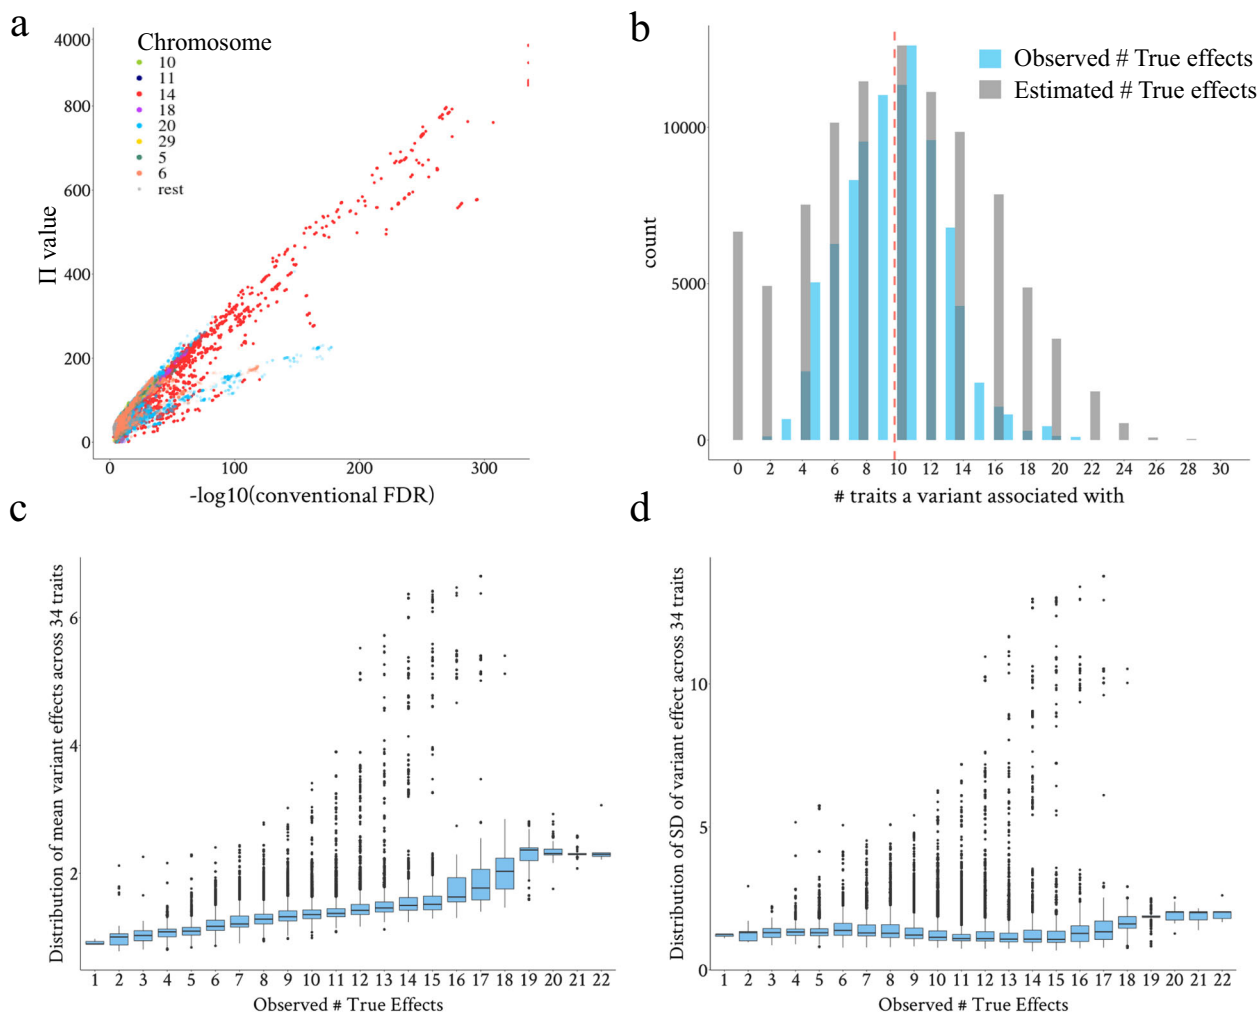 a
Chromosome
10
11
14
18
20
29
5
6
rest
4000
800
600
400
200
0
Π value
0 100 200 300
-log10(conventional FDR)
b
Observed # True effects
Estimated # True effects
10000
5000
0
count
0 2 4 6 8 10 12 14 16 18 20 22 24 26 28 30
# traits a variant associated with
c
Distribution of mean variant effects across 34 traits
6
4
2
1 2 3 4 5 6 7 8 9 10 11 12 13 14 15 16 17 18 19 20 21 22
Observed # True Effects
d
Distribution of SD of variant effect across 34 traits
10
5
0
1 2 3 4 5 6 7 8 9 10 11 12 13 14 15 16 17 18 19 20 21 22
Observed # True Effects